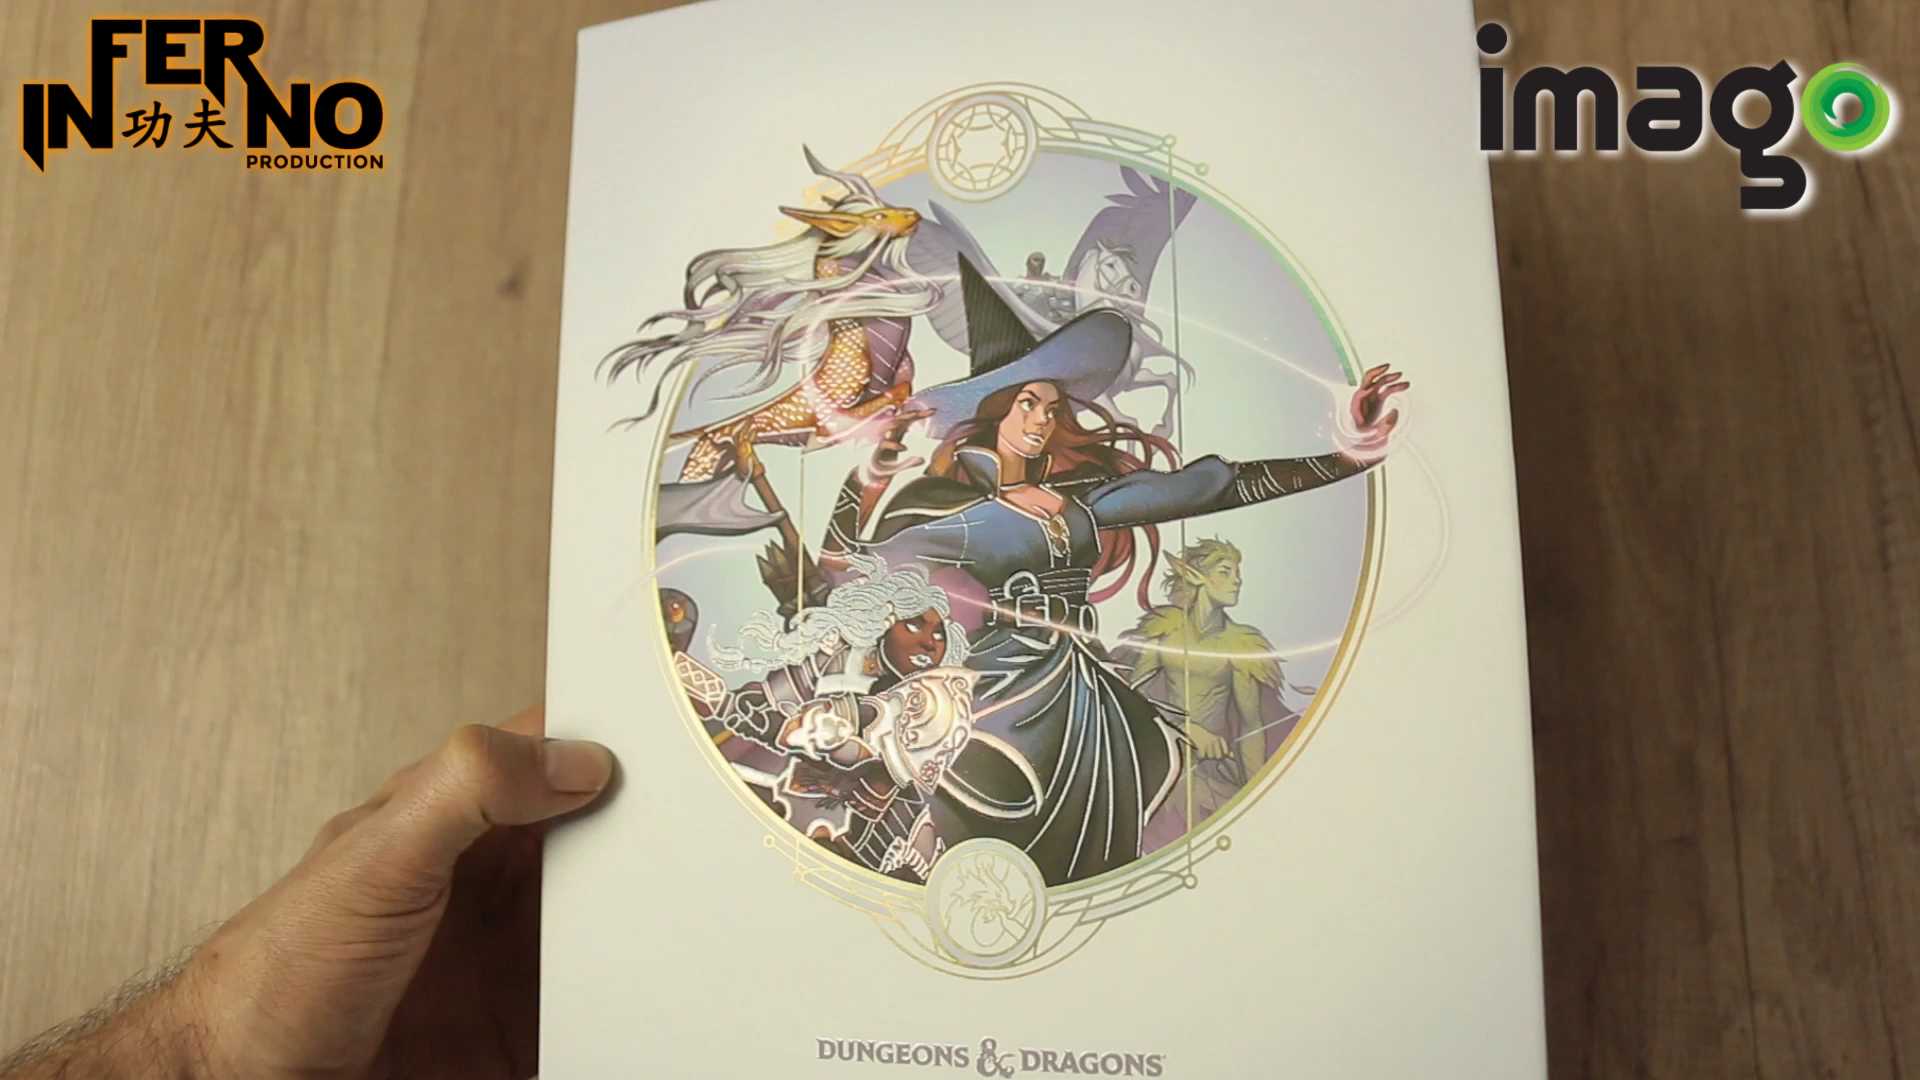 INFERNO
功夫
PRODUCTION
imago
DUNGEONS & DRAGONS